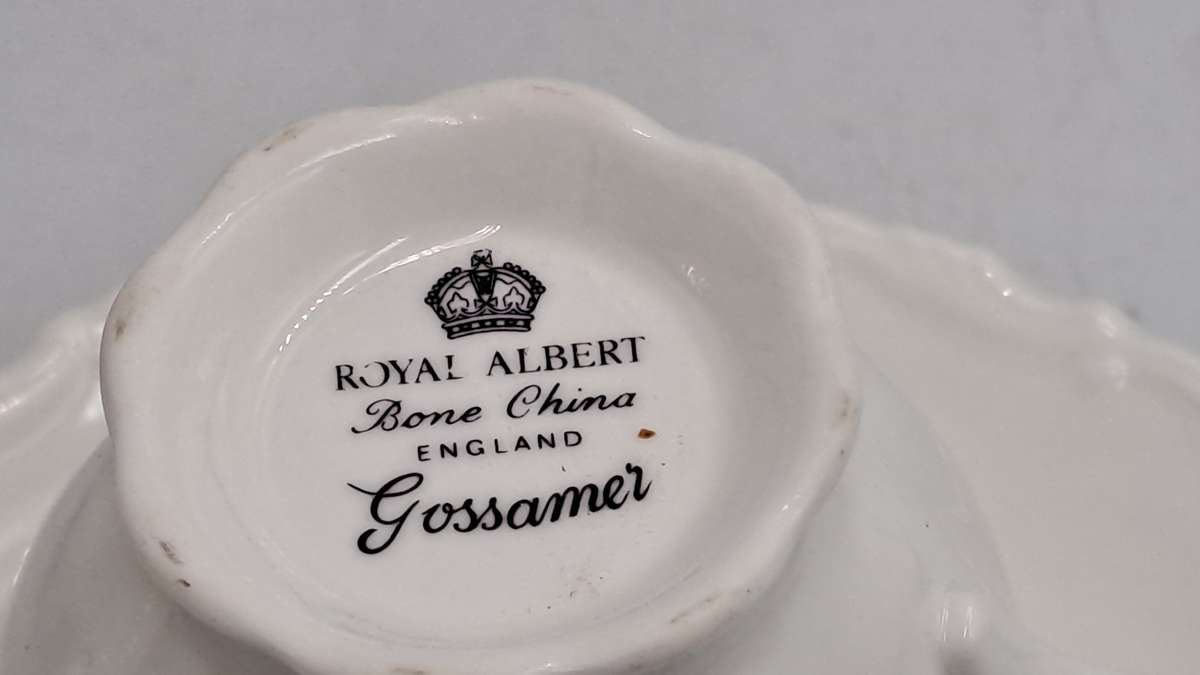 ROYAL ALBERT
Bone China
ENGLAND
Gossamer